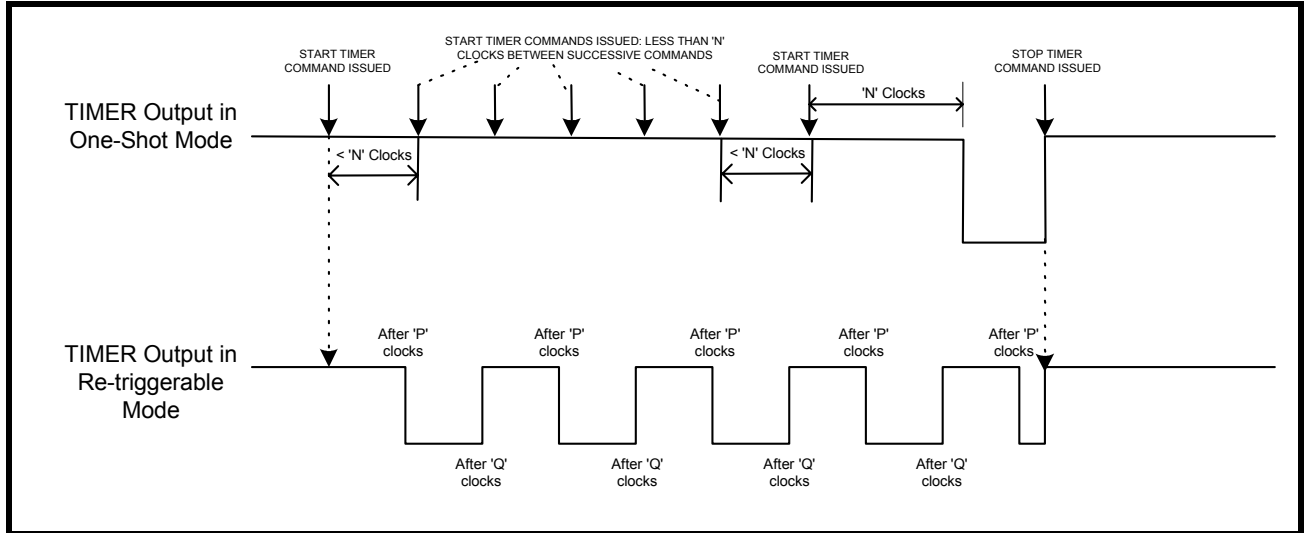 START TIMER
COMMAND ISSUED
START TIMER COMMANDS ISSUED: LESS THAN 'N'
CLOCKS BETWEEN SUCCESSIVE COMMANDS
START TIMER
COMMAND ISSUED
STOP TIMER
COMMAND ISSUED
'N' Clocks
TIMER Output in
One-Shot Mode
< 'N' Clocks
< 'N' Clocks
After 'P'
clocks
After 'P'
clocks
After 'P'
clocks
After 'P'
clocks
After 'P'
clocks
TIMER Output in
Re-triggerable
Mode
After 'Q'
clocks
After 'Q'
clocks
After 'Q'
clocks
After 'Q'
clocks